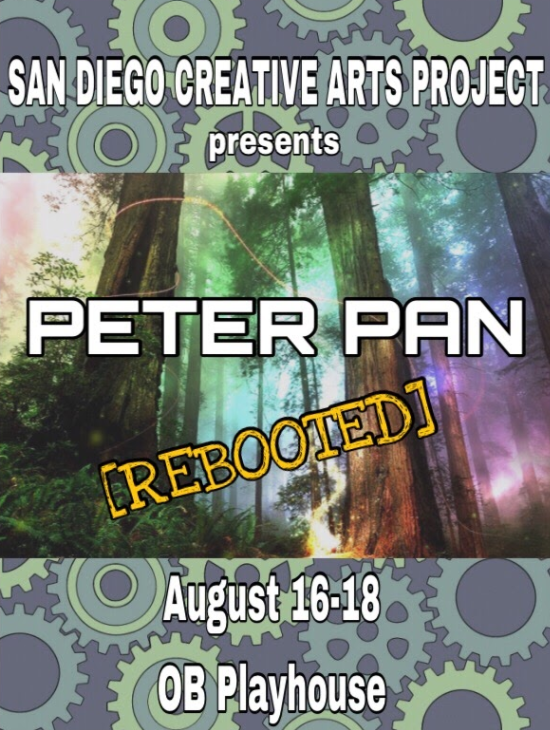 SAN DIEGO CREATIVE ARTS PROJECT
presents
PETER PAN
[REBOOTED]
August 16-18
OB Playhouse